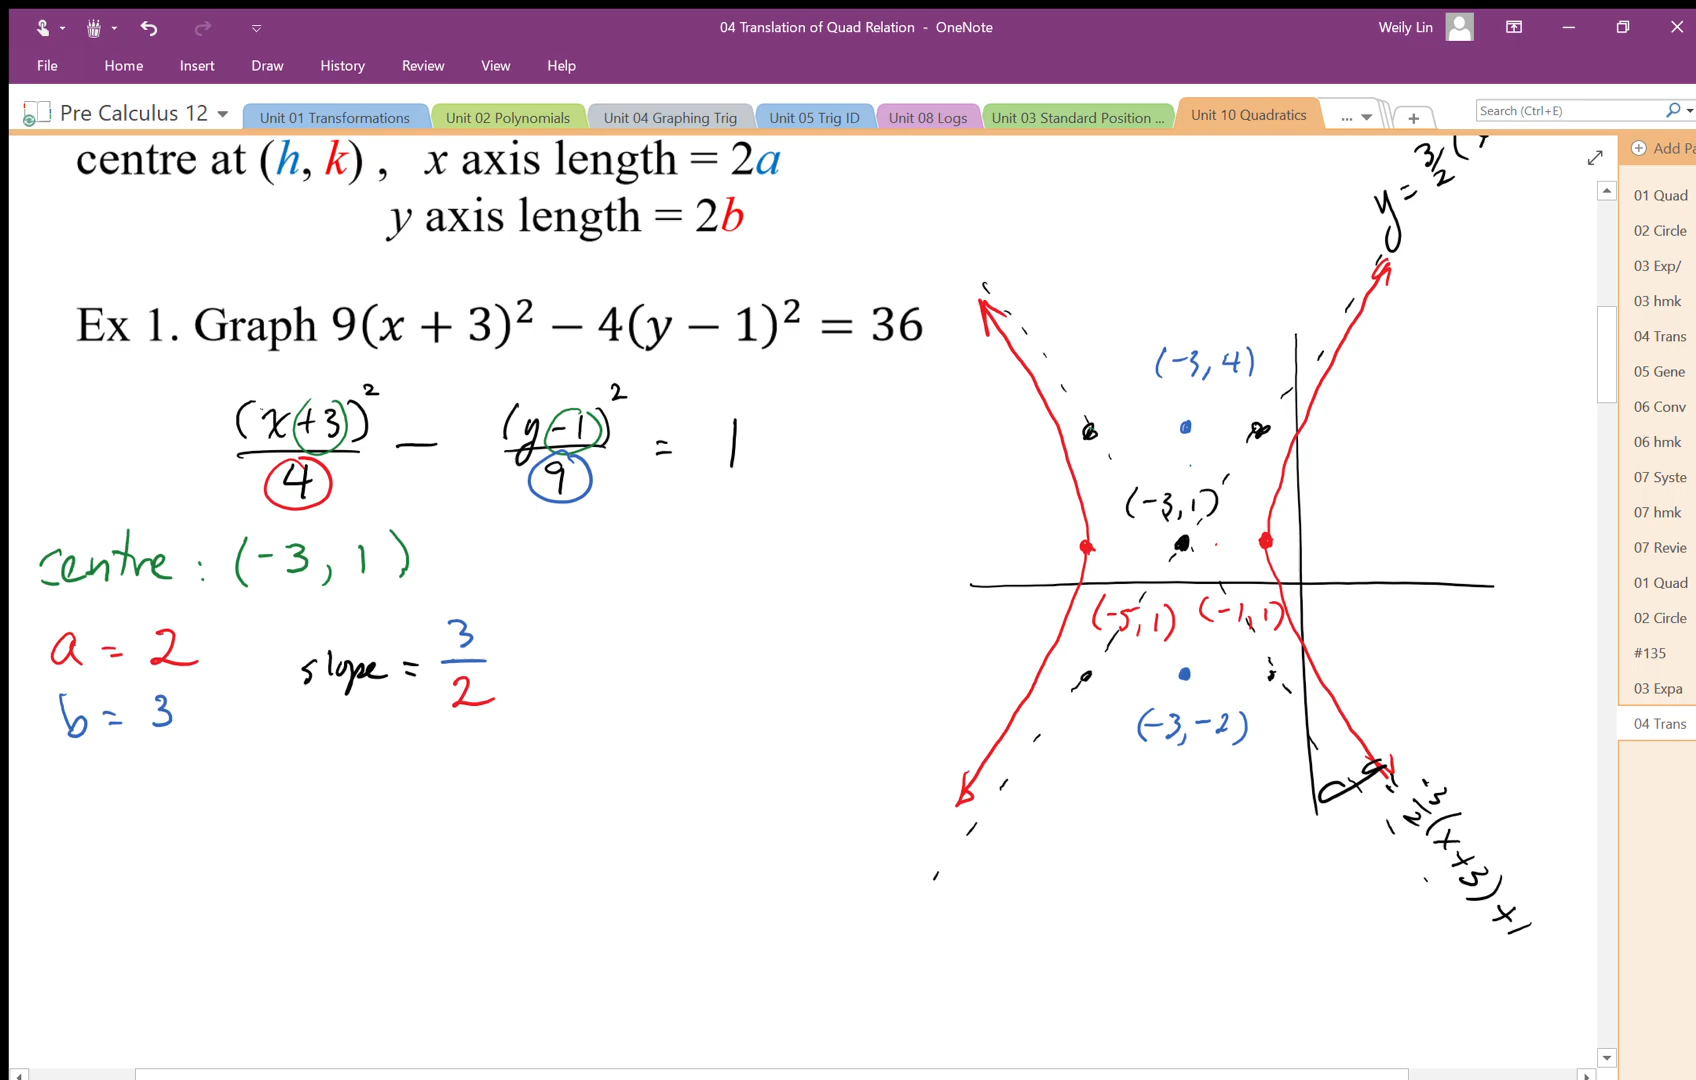 04 Translation of Quad Relation - OneNote
Weily Lin
File Home Insert Draw History Review View Help
Pre Calculus 12
Unit 01 Transformations
Unit 02 Polynomials
Unit 04 Graphing Trig
Unit 05 Trig ID
Unit 08 Logs
Unit 03 Standard Position ...
Unit 10 Quadratics
...
Search (Ctrl+E)
centre at (h, k) , x axis length = 2a
y axis length = 2b
Ex 1. Graph 9(x + 3)² − 4(y − 1)² = 36
(x+3)²/4 − (y−1)²/9 = 1
centre : (-3, 1)
a = 2
b = 3
slope = 3/2
y = 3/2 (
(-3, 4)
(-3, 1)
(-5, 1) (-1, 1)
(-3, -2)
= -3/2 (x+3)+1
Add Pa
01 Quad
02 Circle
03 Exp/
03 hmk
04 Trans
05 Gene
06 Conv
06 hmk
07 Syste
07 hmk
07 Revie
01 Quad
02 Circle
#135
03 Expa
04 Trans